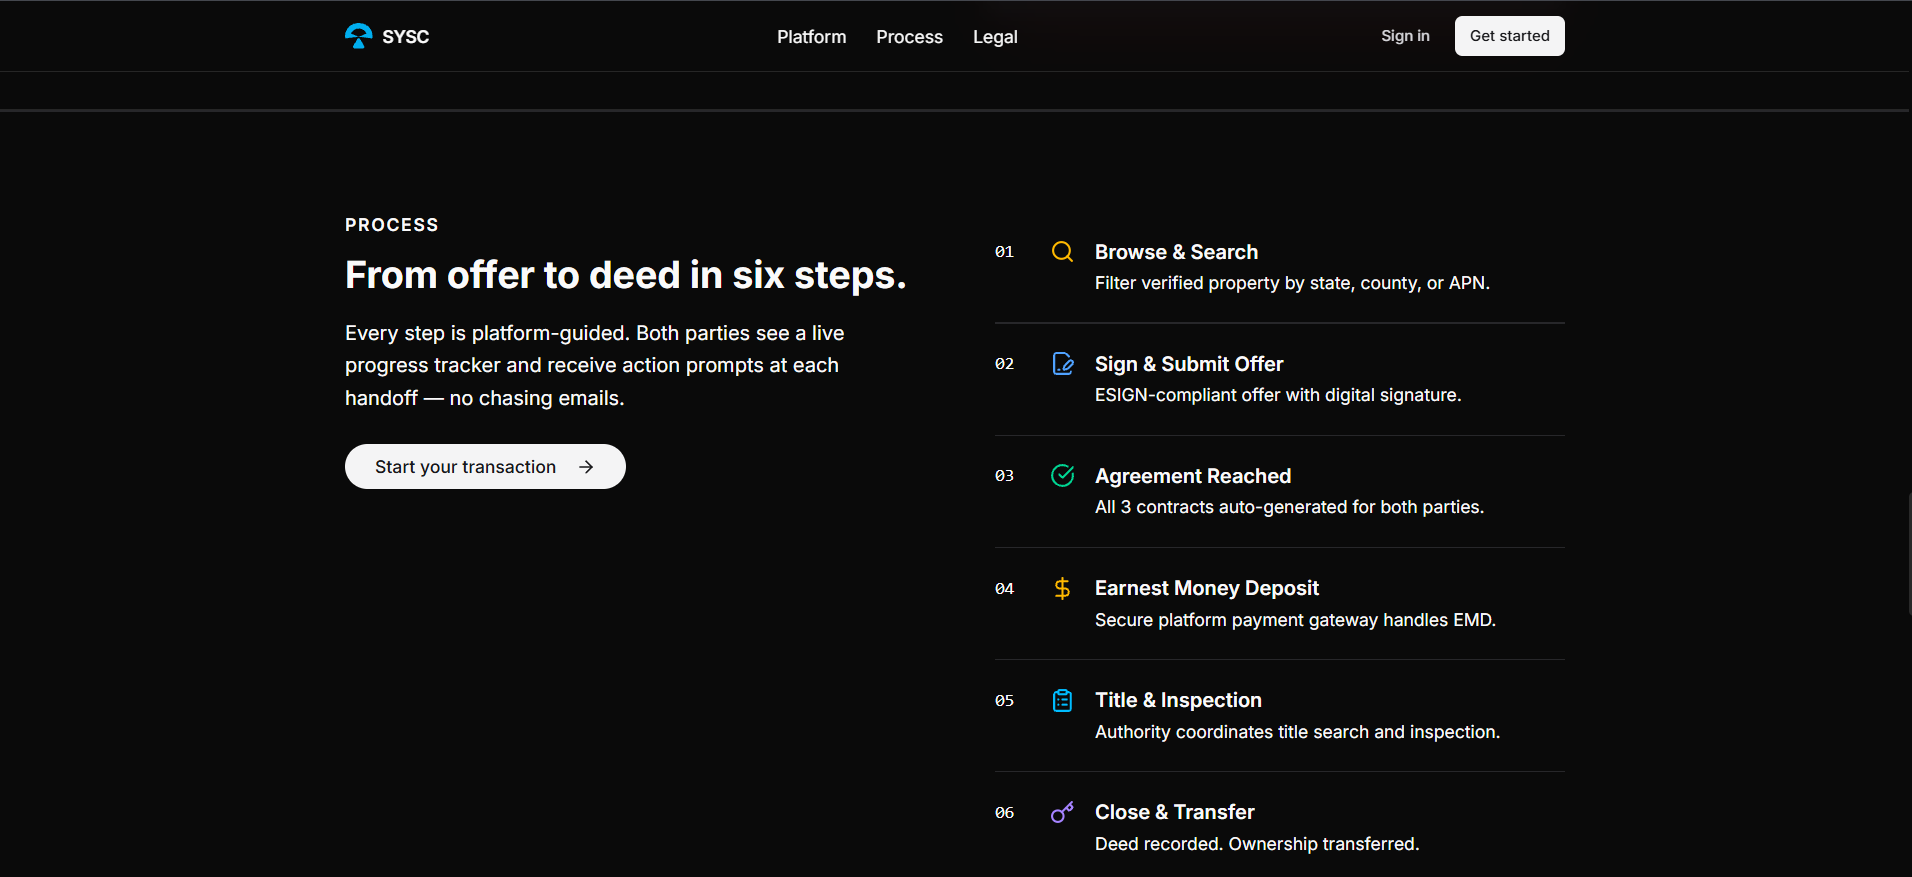 SYSC
Platform
Process
Legal
Sign in
Get started
PROCESS
From offer to deed in six steps.
Every step is platform-guided. Both parties see a live
progress tracker and receive action prompts at each
handoff — no chasing emails.
Start your transaction
01
Browse & Search
Filter verified property by state, county, or APN.
02
Sign & Submit Offer
ESIGN-compliant offer with digital signature.
03
Agreement Reached
All 3 contracts auto-generated for both parties.
04
Earnest Money Deposit
Secure platform payment gateway handles EMD.
05
Title & Inspection
Authority coordinates title search and inspection.
06
Close & Transfer
Deed recorded. Ownership transferred.